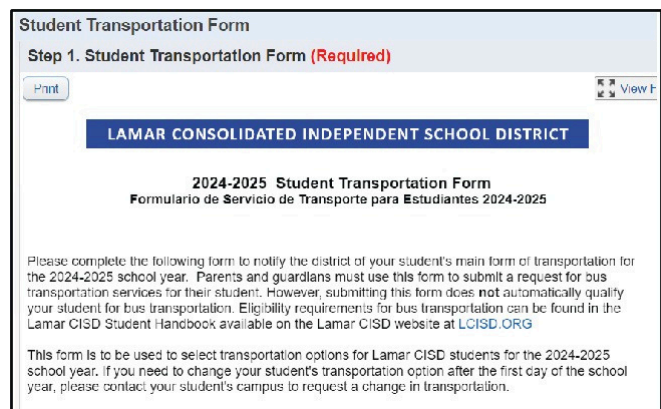 Student Transportation Form
Step 1. Student Transportation Form (Required)
Print
View
LAMAR CONSOLIDATED INDEPENDENT SCHOOL DISTRICT
2024-2025 Student Transportation Form
Formulario de Servicio de Transporte para Estudiantes 2024-2025
Please complete the following form to notify the district of your student's main form of transportation for
the 2024-2025 school year. Parents and guardians must use this form to submit a request for bus
transportation services for their student. However, submitting this form does not automatically qualify
your student for bus transportation. Eligibility requirements for bus transportation can be found in the
Lamar CISD Student Handbook available on the Lamar CISD website at LCISD.ORG
This form is to be used to select transportation options for Lamar CISD students for the 2024-2025
school year. If you need to change your student's transportation option after the first day of the school
year, please contact your student's campus to request a change in transportation.